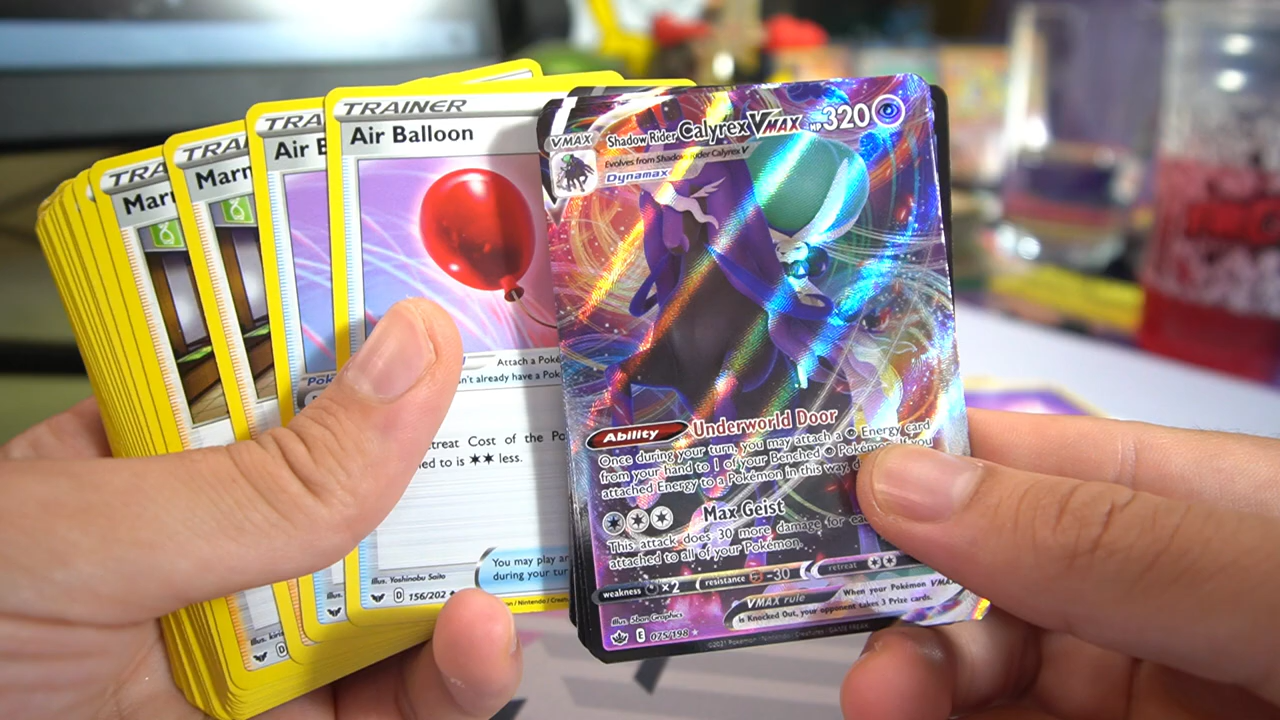 TRAINER
Air Balloon
Attach a Poké
n't already have a Pok
treat Cost of the Po
ed to is less.
You may play
during your tur
Illus. Yoshinobu Saito
D 156/202
TRA
Air B
Pok
TRAI
Marn
D
TRA
Mar
VMAX
Shadow Rider Calyrex VMAX HP 320
Evolves from Shadow Rider Calyrex V
Dynamax
Ability Underworld Door
Once during your turn, you may attach a Energy card
from your hand to 1 of your Benched Pokémon. If you
attached Energy to a Pokémon in this way, d
Max Geist
This attack does 30 more damage for eac
attached to all of your Pokémon.
weakness ×2 resistance -30 retreat
VMAX rule When your Pokémon VMAX
is Knocked Out, your opponent takes 3 Prize cards.
Illus. 5ban Graphics
E 075/198
©2021 Pokémon / Nintendo / Creatures / GAME FREAK